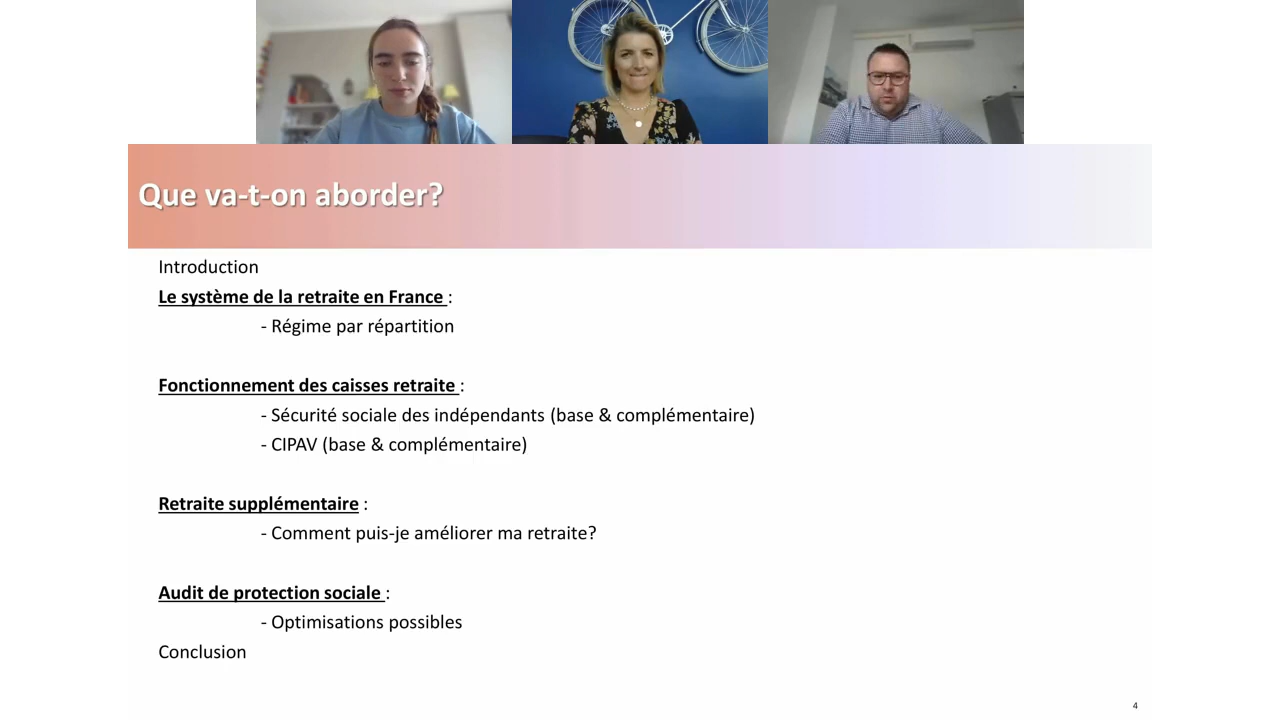 Que va-t-on aborder?
Introduction
Le système de la retraite en France :
- Régime par répartition
Fonctionnement des caisses retraite :
- Sécurité sociale des indépendants (base & complémentaire)
- CIPAV (base & complémentaire)
Retraite supplémentaire :
- Comment puis-je améliorer ma retraite?
Audit de protection sociale :
- Optimisations possibles
Conclusion
4